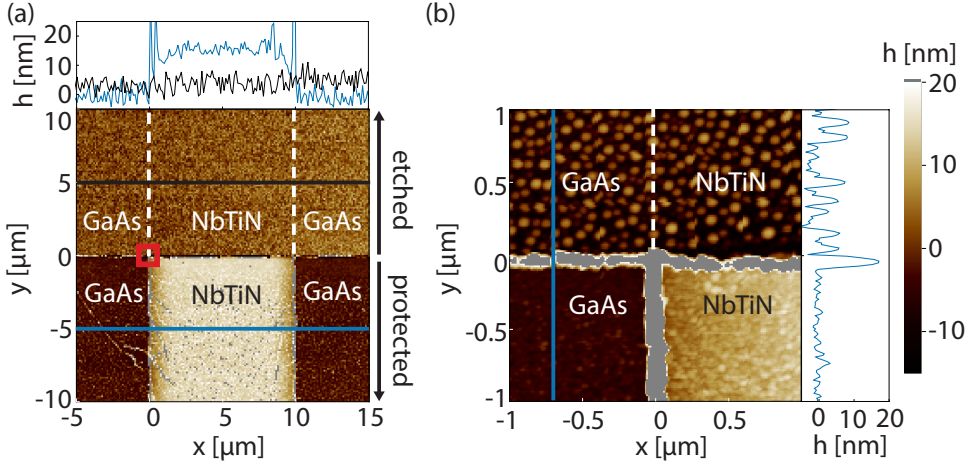 (a)
20
10
0
h [nm]
10
5
0
-5
-10
y [µm]
GaAs
NbTiN
GaAs
GaAs
NbTiN
GaAs
etched
protected
-5
0
5
10
15
x [µm]
(b)
1
0.5
0
-0.5
-1
y [µm]
GaAs
NbTiN
GaAs
NbTiN
-1
-0.5
0
0.5
x [µm]
0
10
20
h [nm]
h [nm]
20
10
0
-10